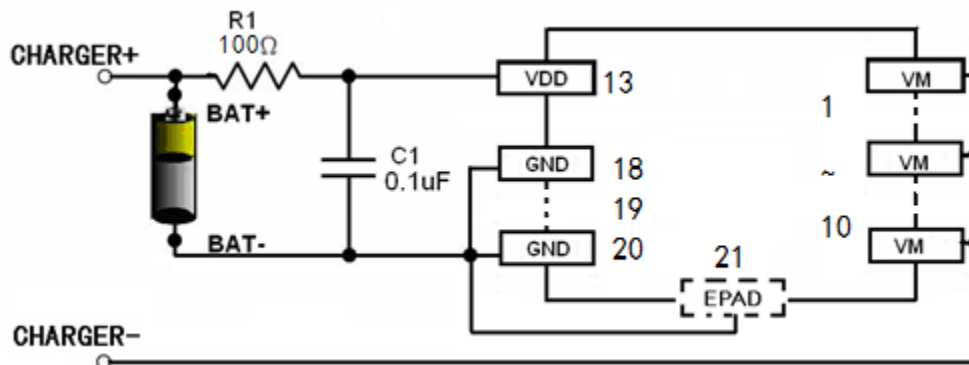 R1
100Ω
CHARGER+
BAT+
VDD
13
VM
1
C1
0.1uF
GND
18
VM
~
19
BAT-
GND
20
10
VM
21
EPAD
CHARGER-